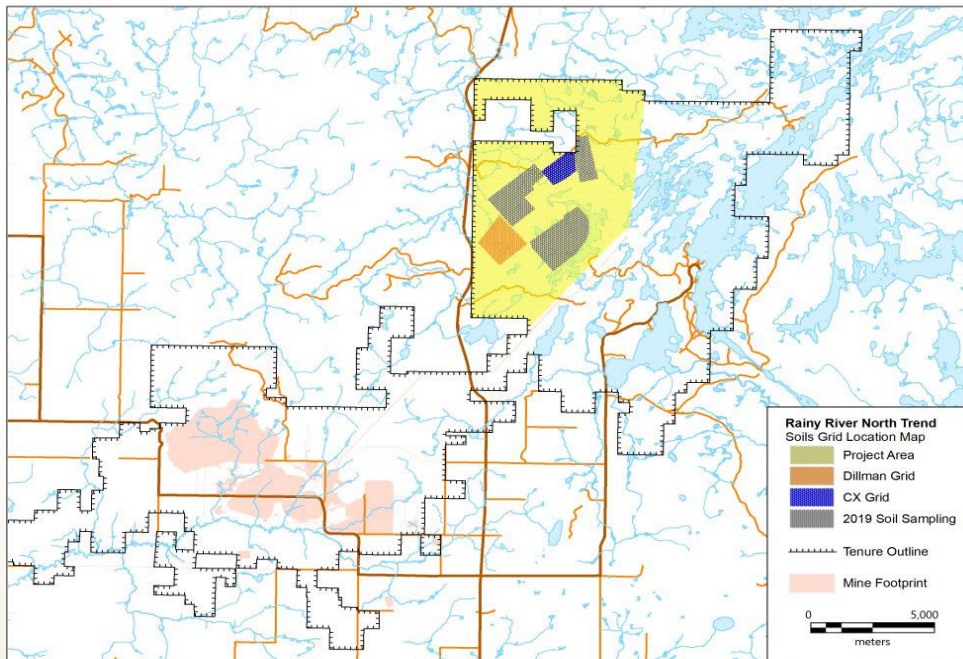 Rainy River North Trend
Soils Grid Location Map
Project Area
Dillman Grid
CX Grid
2019 Soil Sampling
Tenure Outline
Mine Footprint
0 5,000
meters